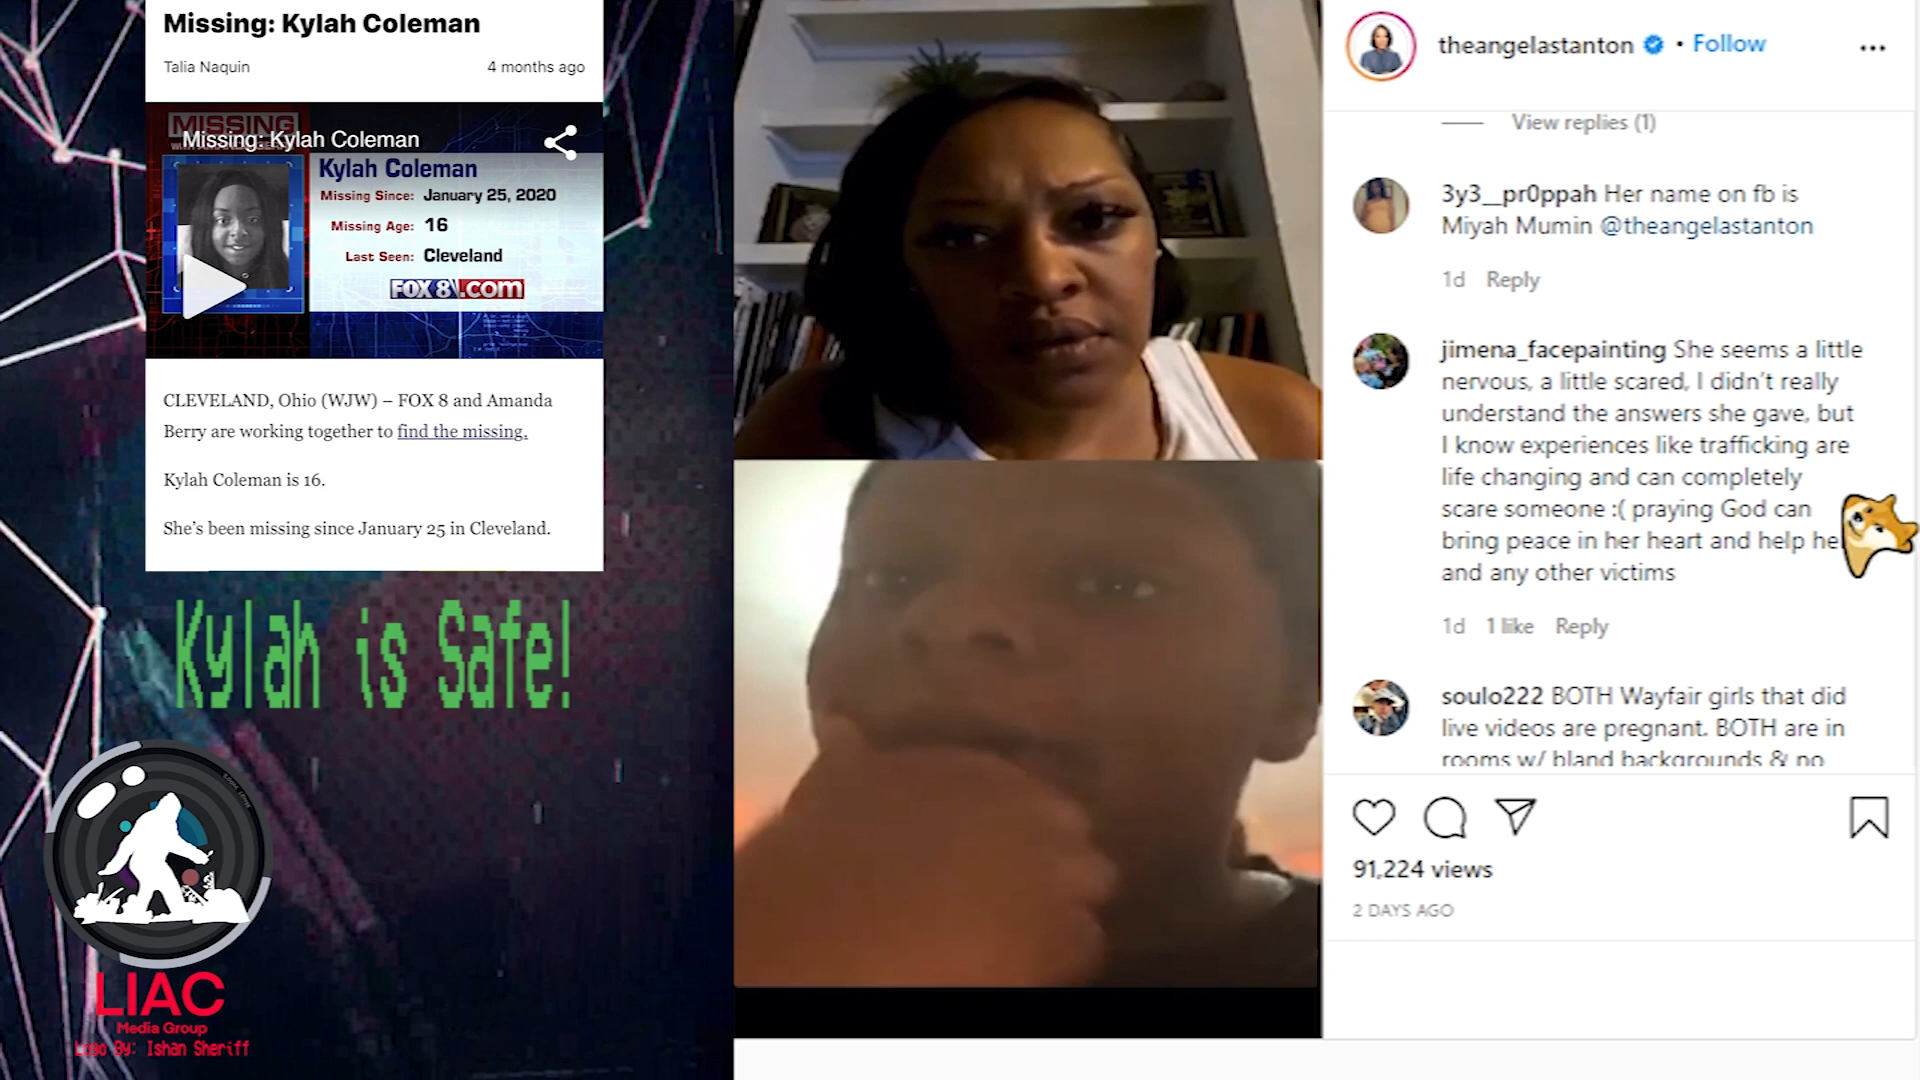 Missing: Kylah Coleman
Talia Naquin
4 months ago
MISSING
Missing: Kylah Coleman
Kylah Coleman
Missing Since: January 25, 2020
Missing Age: 16
Last Seen: Cleveland
FOX 8 .com
CLEVELAND, Ohio (WJW) – FOX 8 and Amanda
Berry are working together to find the missing.
Kylah Coleman is 16.
She's been missing since January 25 in Cleveland.
Kylah is Safe!
LIAC
Media Group
Logo By: Ishan Sheriff
theangelastanton • Follow
View replies (1)
3y3__pr0ppah Her name on fb is
Miyah Mumin @theangelastanton
1d Reply
jimena_facepainting She seems a little
nervous, a little scared, I didn't really
understand the answers she gave, but
I know experiences like trafficking are
life changing and can completely
scare someone :( praying God can
bring peace in her heart and help he
and any other victims
1d 1 like Reply
soulo222 BOTH Wayfair girls that did
live videos are pregnant. BOTH are in
rooms w/ bland backgrounds & no
91,224 views
2 DAYS AGO